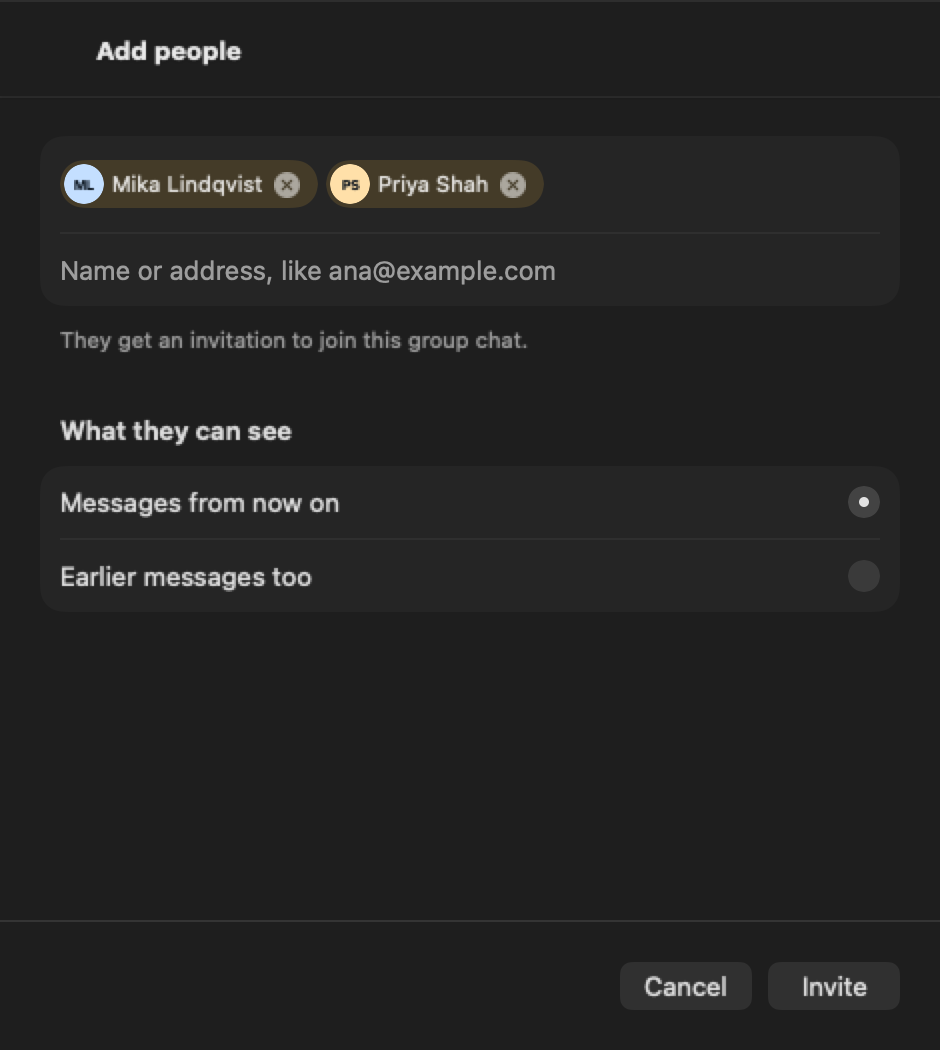 Add people
ML Mika Lindqvist PS Priya Shah
Name or address, like ana@example.com
They get an invitation to join this group chat.
What they can see
Messages from now on
Earlier messages too
Cancel Invite